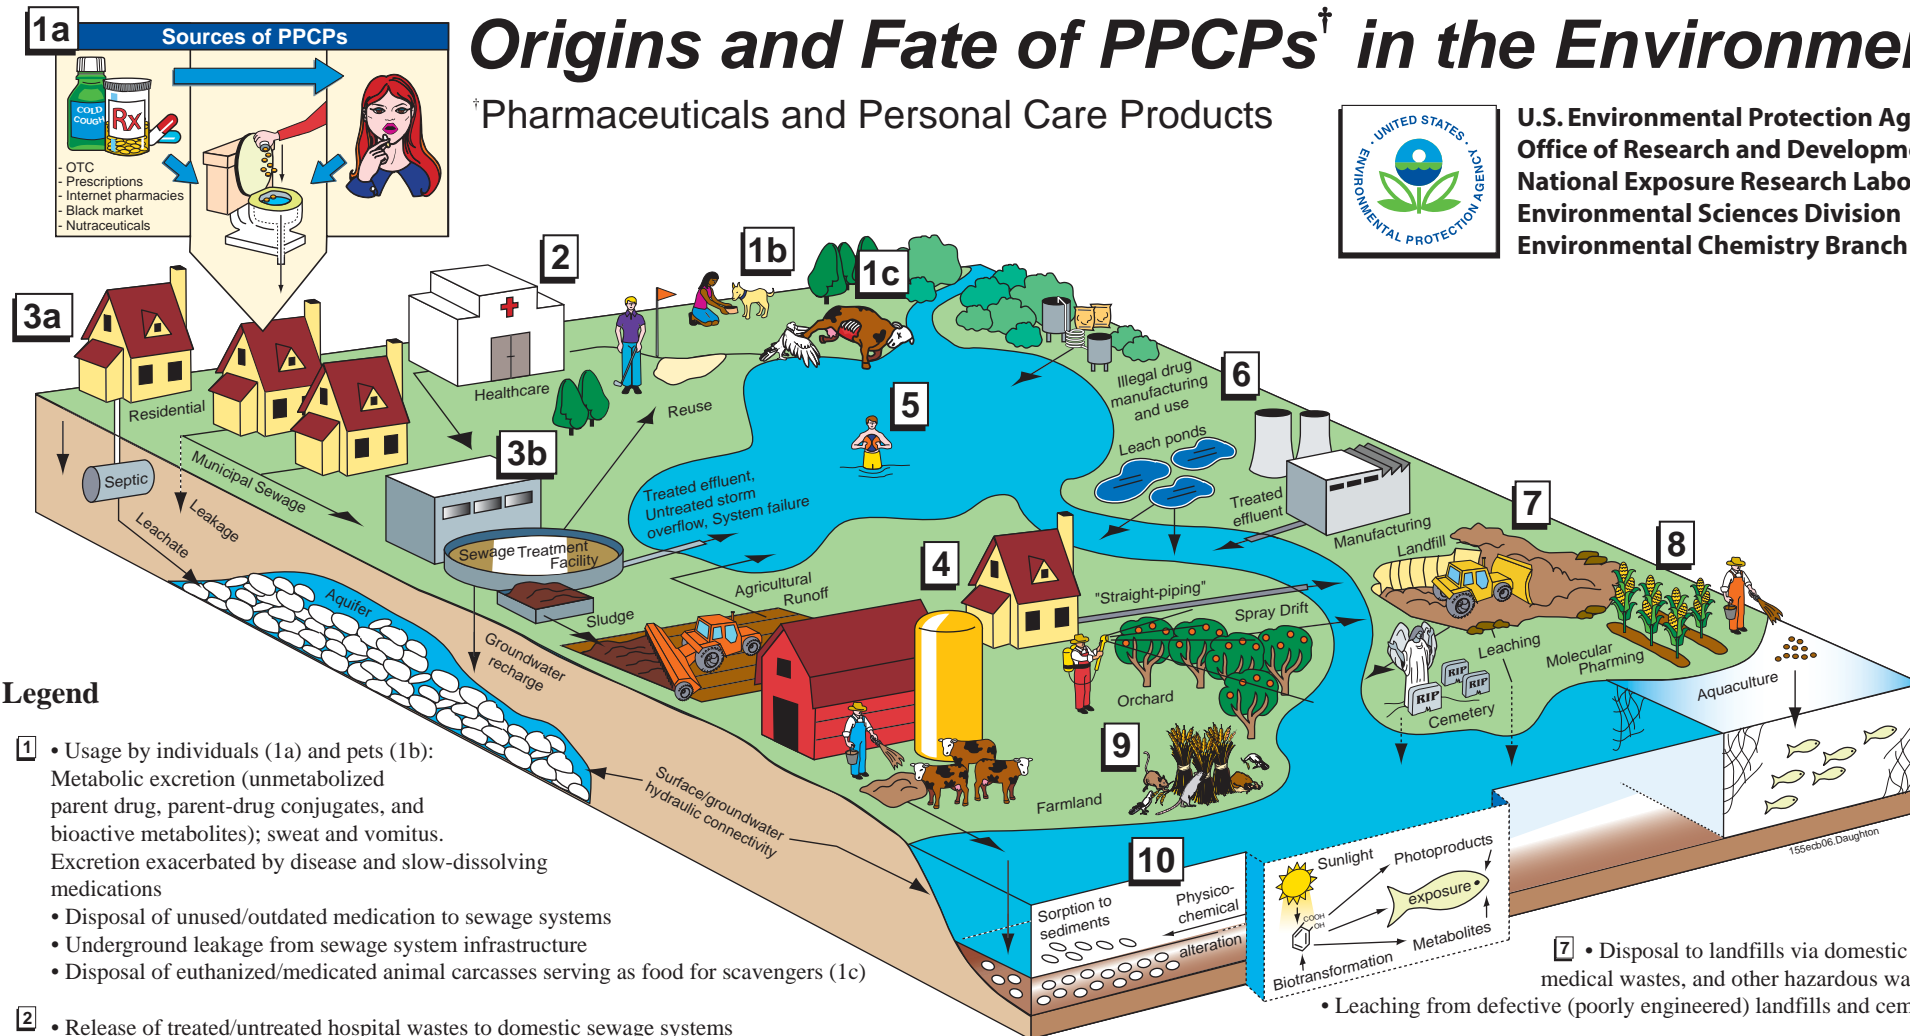 1a
Sources of PPCPs
COLD
COUGH
Rx
- OTC
- Prescriptions
- Internet pharmacies
- Black market
- Nutraceuticals
Origins and Fate of PPCPs† in the Environmen
†Pharmaceuticals and Personal Care Products
UNITED STATES
ENVIRONMENTAL PROTECTION AGENCY
U.S. Environmental Protection Ag
Office of Research and Developme
National Exposure Research Labo
Environmental Sciences Division
Environmental Chemistry Branch
1b
1c
2
3a
Healthcare
Residential
Reuse
5
Illegal drug
manufacturing
and use
6
Leach ponds
3b
Septic
Municipal Sewage
Leakage
Leachate
Treated effluent,
Untreated storm
overflow, System failure
Sewage Treatment
Facility
Treated
effluent
Manufacturing
7
Landfill
8
4
Agricultural
Runoff
Aquifer
Sludge
"Straight-piping"
Spray Drift
Groundwater
recharge
Orchard
Leaching
Molecular
Pharming
RIP
RIP
RIP
Cemetery
Aquaculture
9
Farmland
Surface/groundwater
hydraulic connectivity
10
Sorption to
sediments
Physico-
chemical
alteration
Sunlight
Photoproducts
COOH
OH
exposure
Metabolites
Biotransformation
155ecb06.Daughton
Legend
1 • Usage by individuals (1a) and pets (1b):
Metabolic excretion (unmetabolized
parent drug, parent-drug conjugates, and
bioactive metabolites); sweat and vomitus.
Excretion exacerbated by disease and slow-dissolving
medications
• Disposal of unused/outdated medication to sewage systems
• Underground leakage from sewage system infrastructure
• Disposal of euthanized/medicated animal carcasses serving as food for scavengers (1c)
2 • Release of treated/untreated hospital wastes to domestic sewage systems
7 • Disposal to landfills via domestic
medical wastes, and other hazardous wa
• Leaching from defective (poorly engineered) landfills and cem